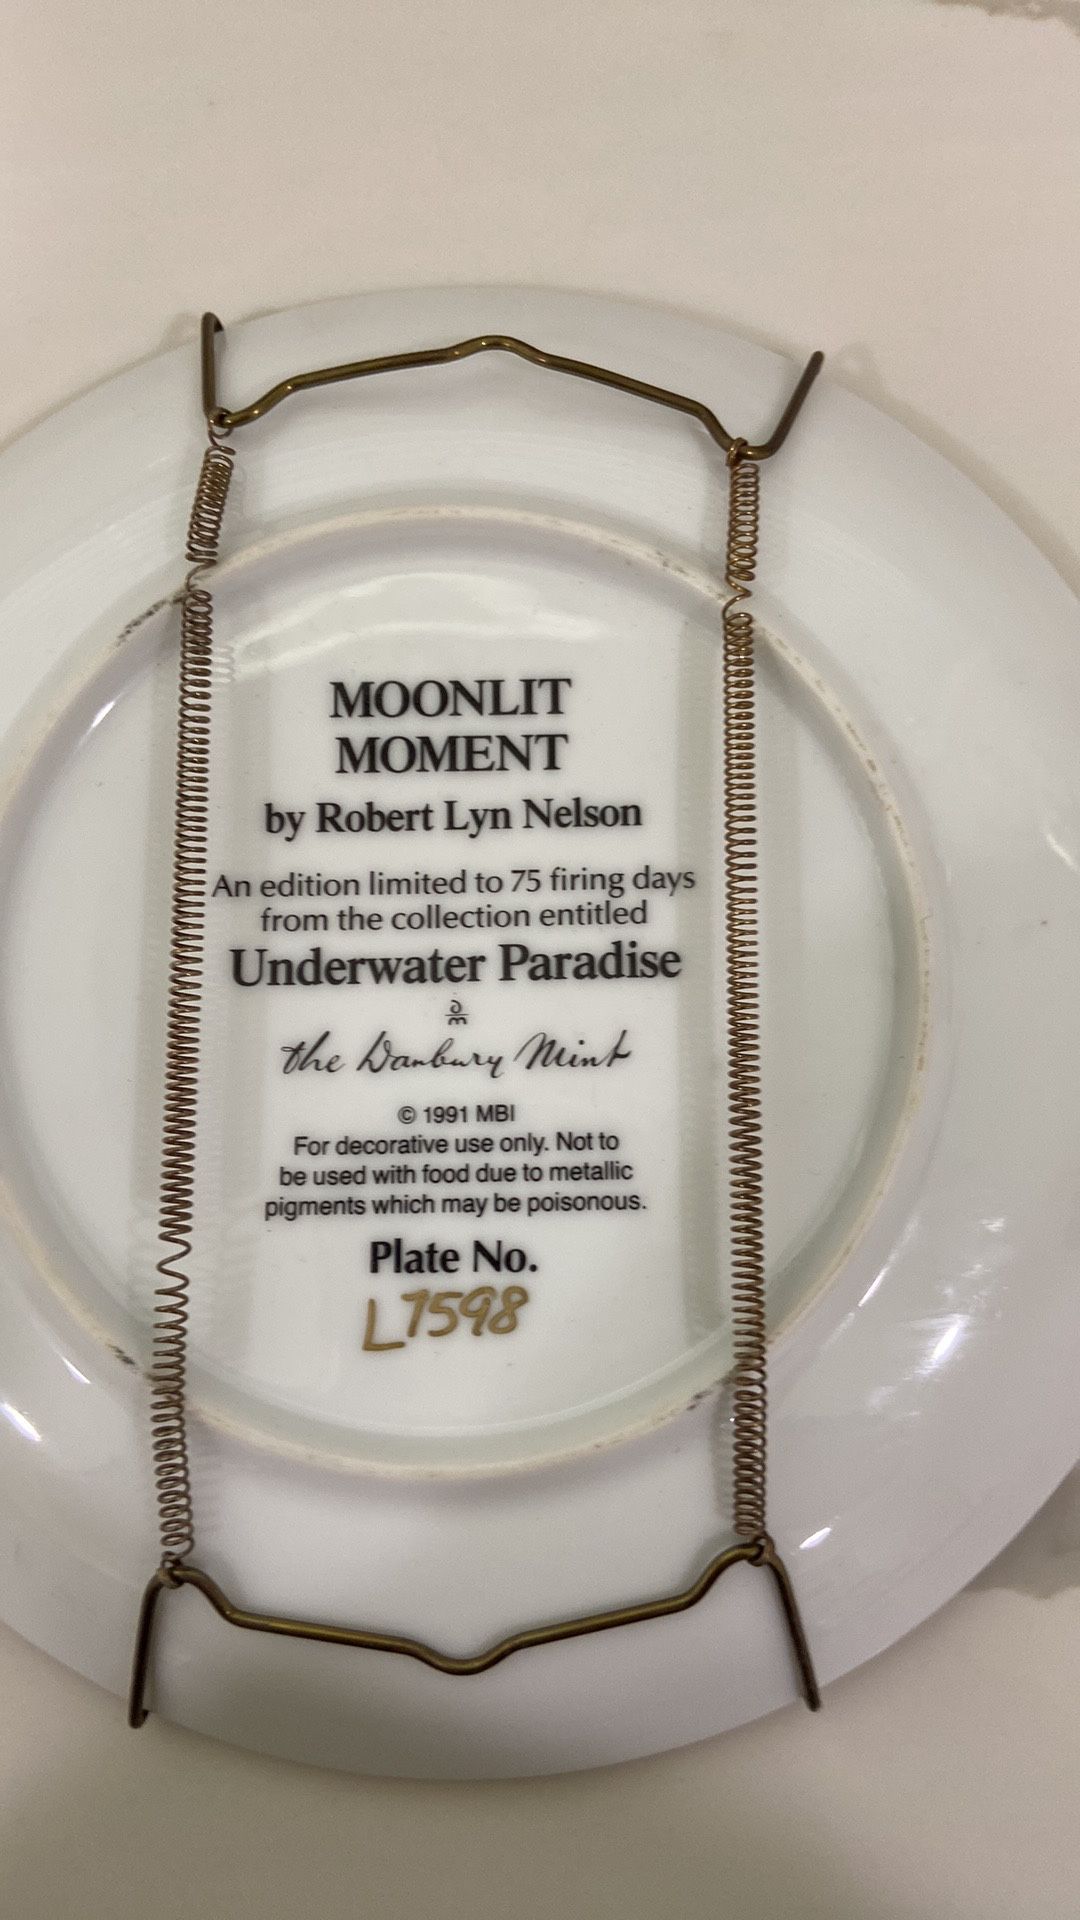 MOONLIT
MOMENT
by Robert Lyn Nelson
An edition limited to 75 firing days
from the collection entitled
Underwater Paradise
the Danbury Mint
© 1991 MBI
For decorative use only. Not to
be used with food due to metallic
pigments which may be poisonous.
Plate No.
L7598